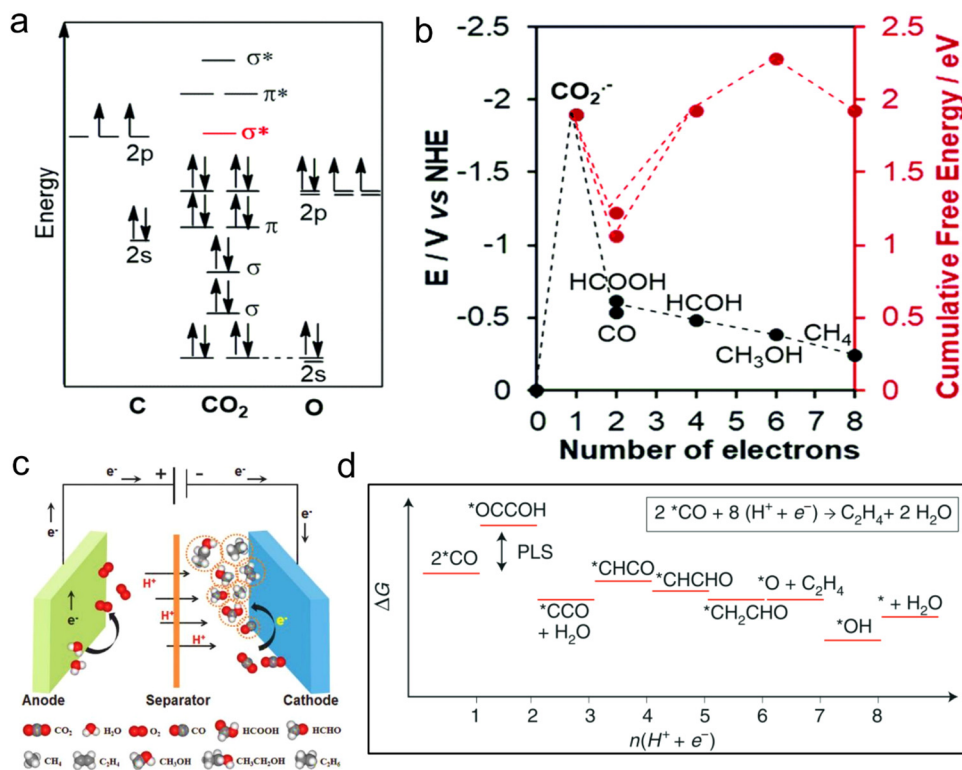 a
Energy
σ*
π*
σ*
2p
2p
π
2s
σ
σ
2s
C CO₂ O
b
-2.5 2.5
-2 2
-1.5 1.5
-1 1
-0.5 0.5
0 0
E / V vs NHE
Cumulative Free Energy / eV
CO₂·⁻
HCOOH
CO
HCOH
CH₃OH
CH₄
0 1 2 3 4 5 6 7 8
Number of electrons
c
e⁻ + − e⁻
e⁻
e⁻
e⁻
e⁻
H⁺
H⁺
H⁺
H⁺
Anode Separator Cathode
CO₂ H₂O O₂ CO HCOOH HCHO
CH₄ C₂H₄ CH₃OH CH₃CH₂OH C₂H₆
d
2 *CO + 8 (H⁺ + e⁻) → C₂H₄ + 2 H₂O
ΔG
*OCCOH
2*CO
PLS
*CCO
+ H₂O
*CHCO
*CHCHO
*CH₂CHO
*O + C₂H₄
*OH
* + H₂O
1 2 3 4 5 6 7 8
n(H⁺ + e⁻)